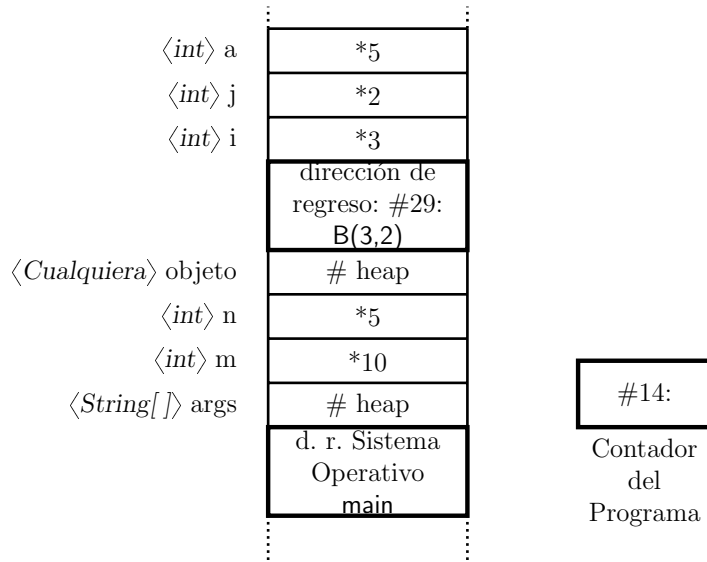 ⟨int⟩ a *5
⟨int⟩ j *2
⟨int⟩ i *3
dirección de
regreso: #29:
B(3,2)
⟨Cualquiera⟩ objeto # heap
⟨int⟩ n *5
⟨int⟩ m *10
⟨String[ ]⟩ args # heap
d. r. Sistema
Operativo
main
#14:
Contador
del
Programa